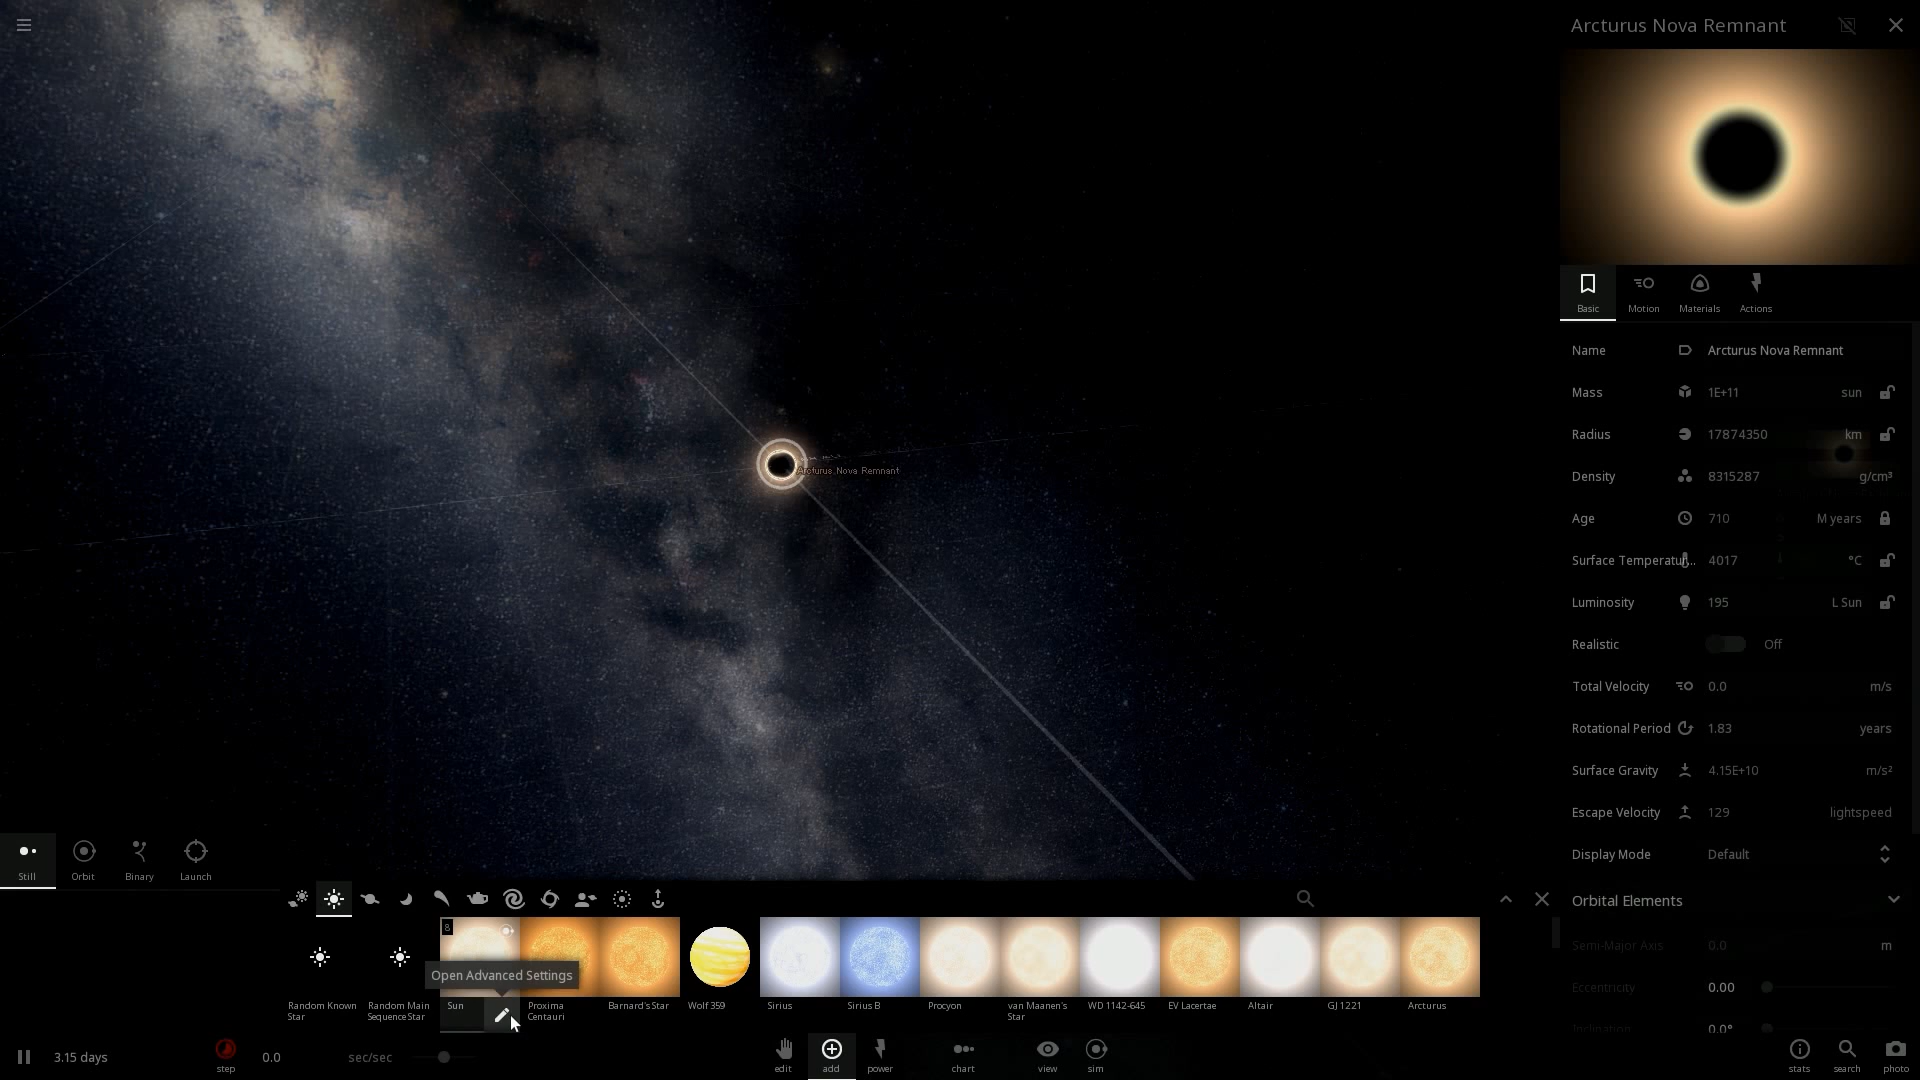 Arcturus Nova Remnant
Basic
Motion
Materials
Actions
Name Arcturus Nova Remnant
Mass 1E+11 sun
Radius 17874350 km
Density 8315287 g/cm³
Age 710 M years
Surface Temperatur... 4017 °C
Luminosity 195 L Sun
Realistic Off
Total Velocity 0.0 m/s
Rotational Period 1.83 years
Surface Gravity 4.15E+10 m/s²
Escape Velocity 129 lightspeed
Display Mode Default
Orbital Elements
Semi-Major Axis 0.0 m
Eccentricity 0.00
Inclination 0.0°
Arcturus Nova Remnant
Still
Orbit
Binary
Launch
8
Open Advanced Settings
Random Known
Star
Random Main
Sequence Star
Sun
Proxima
Centauri
Barnard's Star
Wolf 359
Sirius
Sirius B
Procyon
van Maanen's
Star
WD 1142-645
EV Lacertae
Altair
GJ 1221
Arcturus
3.15 days
step
0.0 sec/sec
edit
add
power
chart
view
sim
stats
search
photo